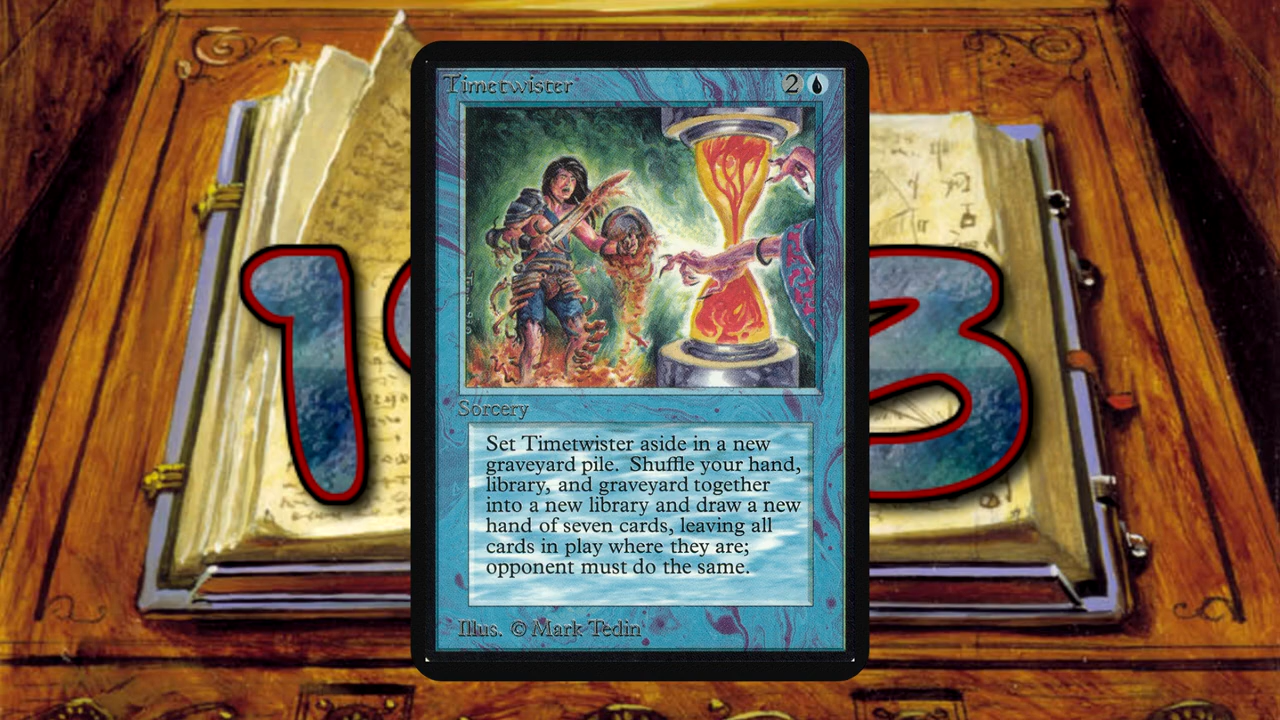 Timetwister 2
1 3
Sorcery
Set Timetwister aside in a new
graveyard pile. Shuffle your hand,
library, and graveyard together
into a new library and draw a new
hand of seven cards, leaving all
cards in play where they are;
opponent must do the same.
Illus. © Mark Tedin